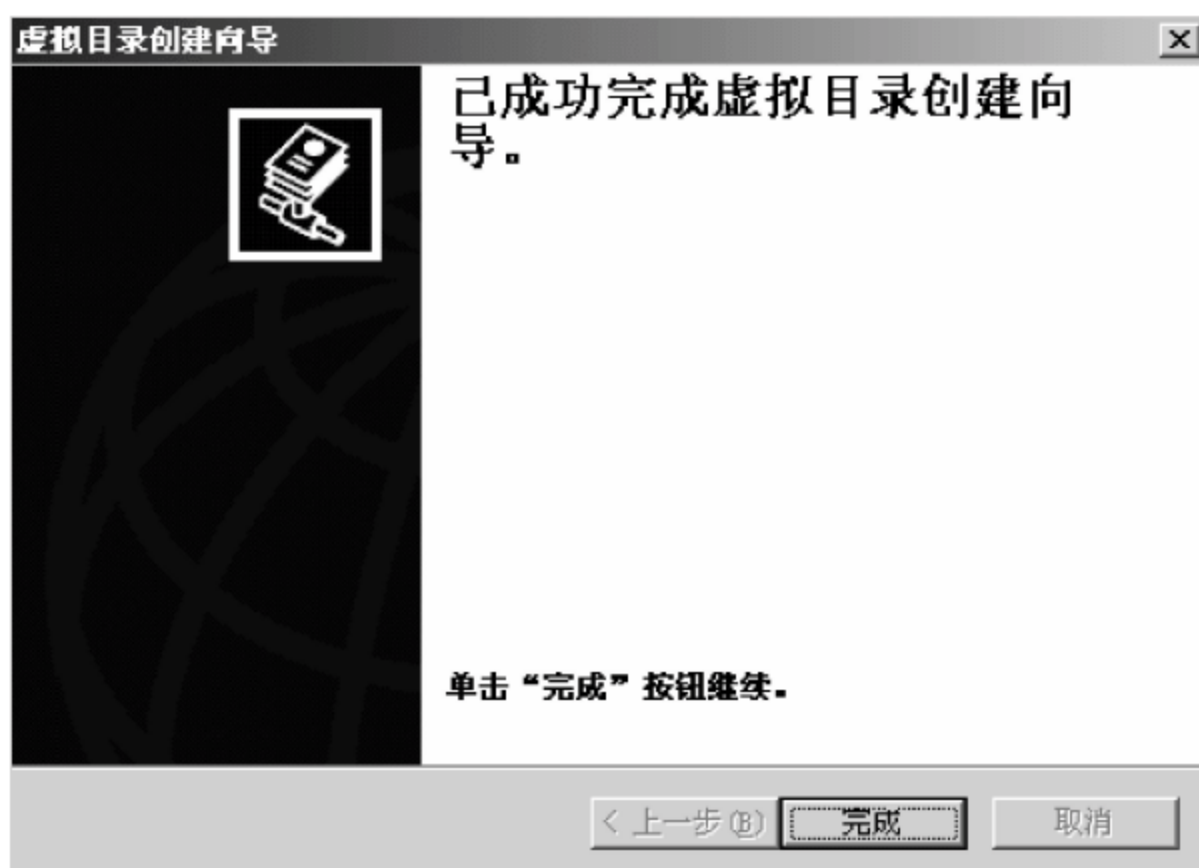 虚拟目录创建向导
已成功完成虚拟目录创建向
导。
单击“完成”按钮继续。
< 上一步(B)
完成
取消